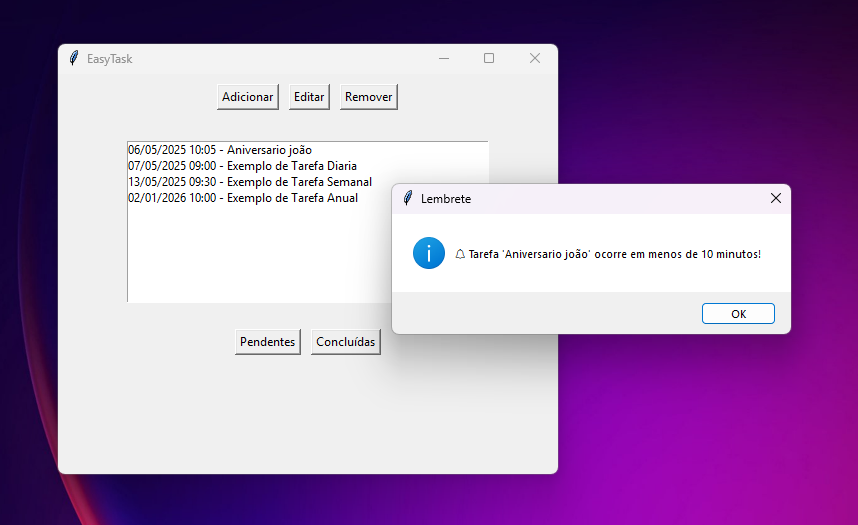 EasyTask
Adicionar Editar Remover
06/05/2025 10:05 - Aniversario joão
07/05/2025 09:00 - Exemplo de Tarefa Diaria
13/05/2025 09:30 - Exemplo de Tarefa Semanal
02/01/2026 10:00 - Exemplo de Tarefa Anual
Lembrete
Tarefa 'Aniversario joão' ocorre em menos de 10 minutos!
OK
Pendentes Concluídas